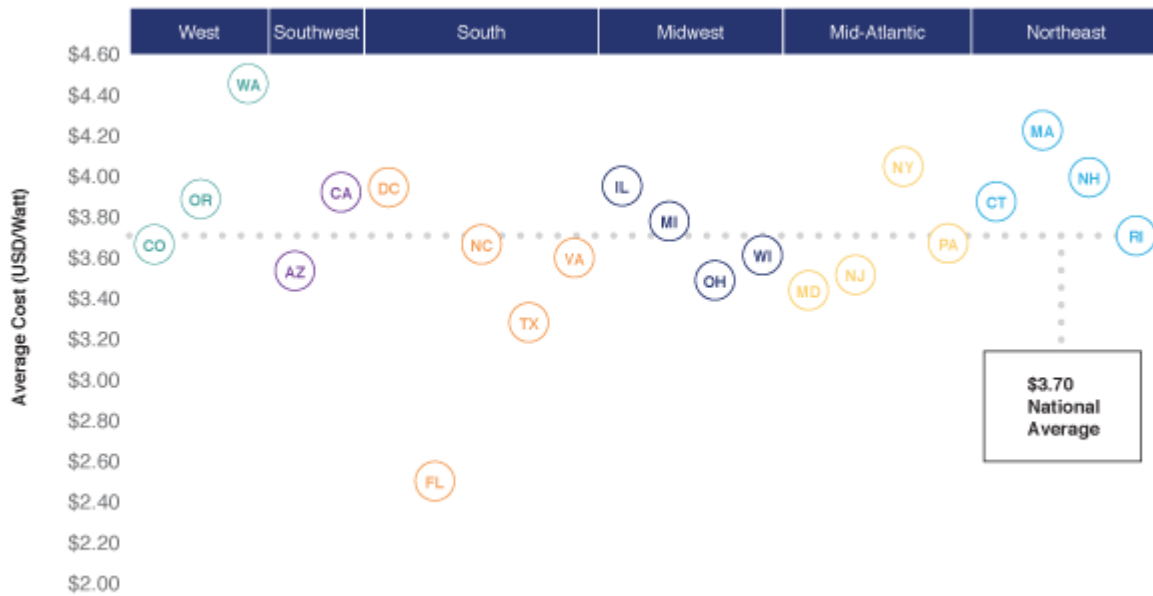 West Southwest South Midwest Mid-Atlantic Northeast
Average Cost (USD/Watt)
$4.60
$4.40
$4.20
$4.00
$3.80
$3.60
$3.40
$3.20
$3.00
$2.80
$2.60
$2.40
$2.20
$2.00
CO
OR
WA
AZ
CA
DC
FL
NC
TX
VA
IL
MI
OH
WI
MD
NJ
NY
PA
CT
MA
NH
RI
$3.70
National
Average